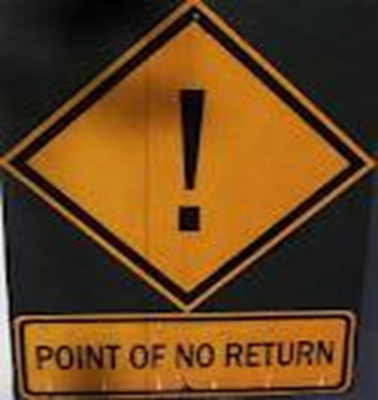 !
POINT OF NO RETURN